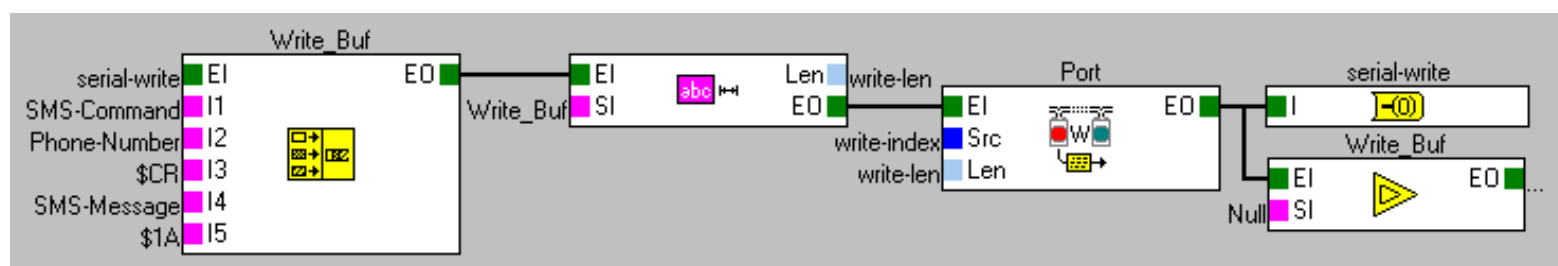 Write_Buf
serial-write EI EO
SMS-Command I1
Phone-Number I2
$CR I3
SMS-Message I4
$1A I5
EI Len write-len
Write_Buf SI abc EO
Port
EI EO
write-index Src W
write-len Len
serial-write
I (0)
Write_Buf
EI EO...
Null SI